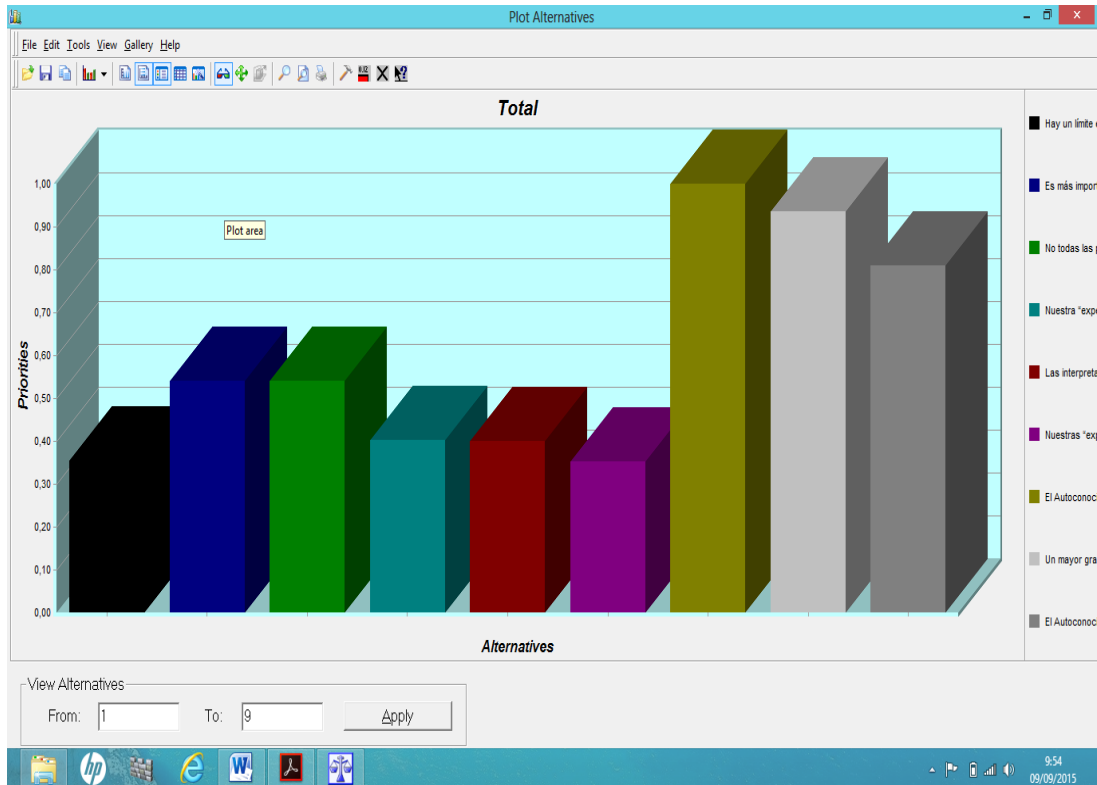 Plot Alternatives
File Edit Tools View Gallery Help
Total
1,00
0,90
0,80
0,70
0,60
0,50
0,40
0,30
0,20
0,10
0,00
Priorities
Plot area
Alternatives
Hay un límite
Es más impor
No todas las
Nuestra "expe
Las interpreta
Nuestras "exp
El Autoconoc
Un mayor gra
El Autoconoc
View Alternatives
From: 1 To: 9 Apply
hp
9:54
09/09/2015